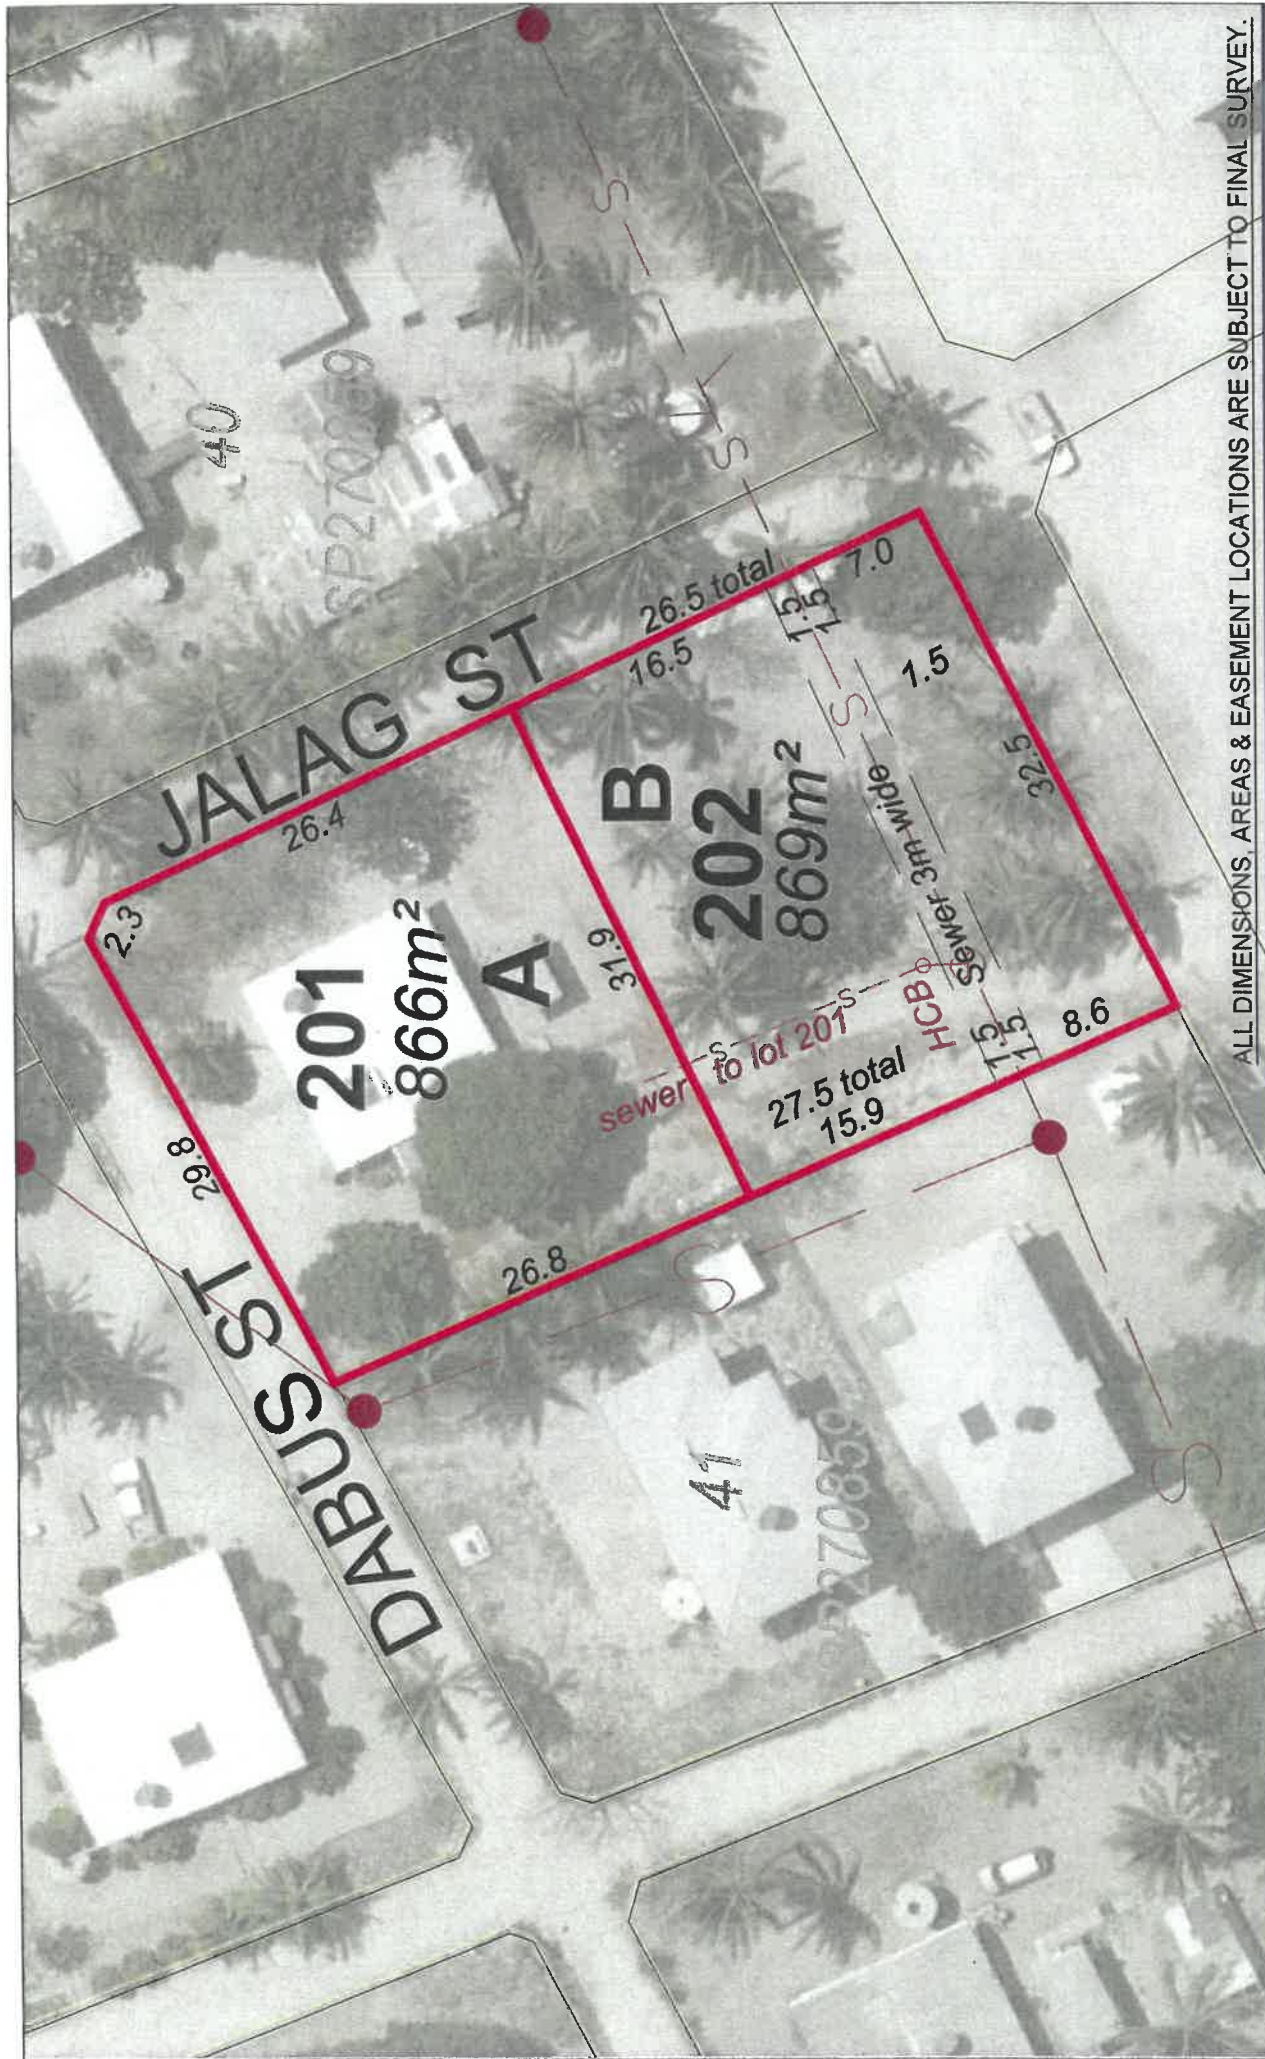 DABUS ST
JALAG ST
40
SP270859
41
SP270859
201
866m²
A
B
202
869m²
2.3
29.8
26.4
26.8
31.9
26.5 total
16.5
1.5
1.5
7.0
1.5
32.5
8.6
1.5
1.5
27.5 total
15.9
Sewer 3m wide
sewer to lot 201
HCB
S
S
S
S
S
S
S
ALL DIMENSIONS, AREAS & EASEMENT LOCATIONS ARE SUBJECT TO FINAL SURVEY.